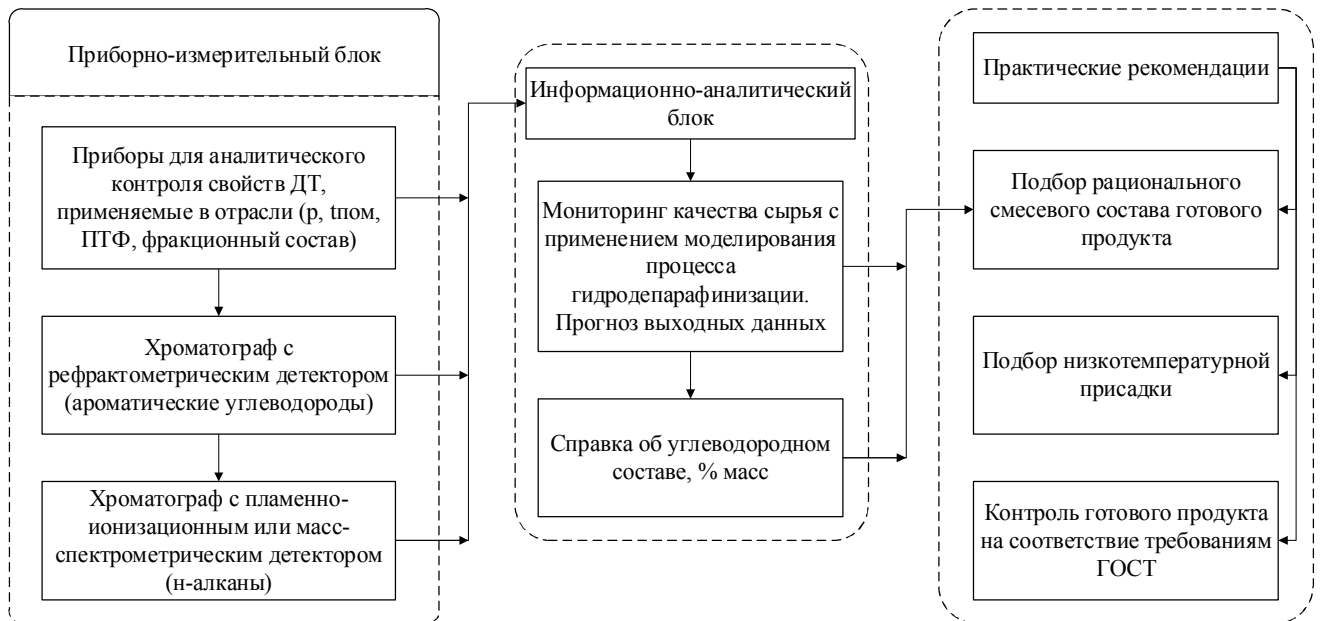 Приборно-измерительный блок
Приборы для аналитического
контроля свойств ДТ,
применяемые в отрасли (р, tпом,
ПТФ, фракционный состав)
Хроматограф с
рефрактометрическим детектором
(ароматические углеводороды)
Хроматограф с пламенно-
ионизационным или масс-
спектрометрическим детектором
(н-алканы)
Информационно-аналитический
блок
Мониторинг качества сырья с
применением моделирования
процесса
гидродепарафинизации.
Прогноз выходных данных
Справка об углеводородном
составе, % масс
Практические рекомендации
Подбор рационального
смесевого состава готового
продукта
Подбор низкотемпературной
присадки
Контроль готового продукта
на соответствие требованиям
ГОСТ